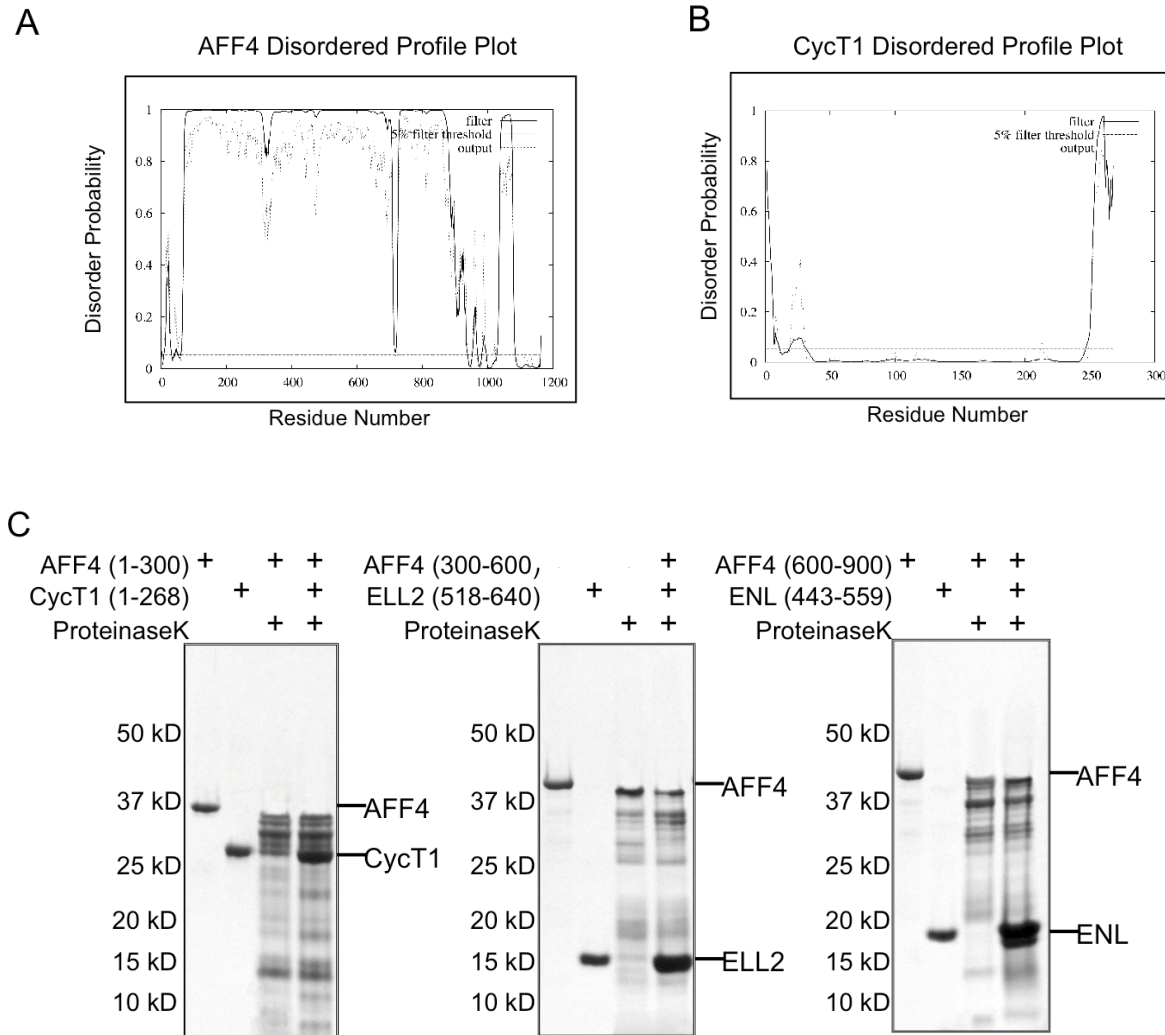 A
AFF4 Disordered Profile Plot
Disorder Probability
1
0.8
0.6
0.4
0.2
0
filter
5% filter threshold
output
0 200 400 600 800 1000 1200
Residue Number
B
CycT1 Disordered Profile Plot
Disorder Probability
1
0.8
0.6
0.4
0.2
0
filter
5% filter threshold
output
0 50 100 150 200 250 300
Residue Number
C
AFF4 (1-300) + + +
CycT1 (1-268) + +
ProteinaseK + +
50 kD
37 kD
25 kD
20 kD
15 kD
10 kD
AFF4
CycT1
AFF4 (300-600, +
ELL2 (518-640) + +
ProteinaseK + +
50 kD
37 kD
25 kD
20 kD
15 kD
10 kD
AFF4
ELL2
AFF4 (600-900) + + +
ENL (443-559) + +
ProteinaseK + +
50 kD
37 kD
25 kD
20 kD
15 kD
10 kD
AFF4
ENL